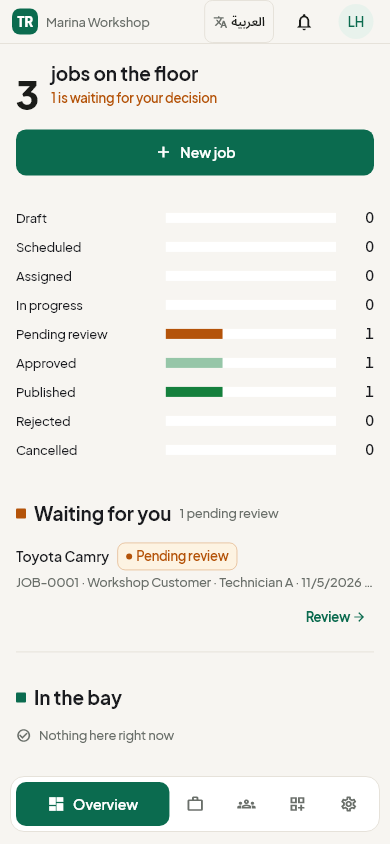 TR Marina Workshop العربية LH
3 jobs on the floor
1 is waiting for your decision
+ New job
Draft 0
Scheduled 0
Assigned 0
In progress 0
Pending review 1
Approved 1
Published 1
Rejected 0
Cancelled 0
Waiting for you 1 pending review
Toyota Camry Pending review
JOB-0001 · Workshop Customer · Technician A · 11/5/2026 ...
Review →
In the bay
Nothing here right now
Overview